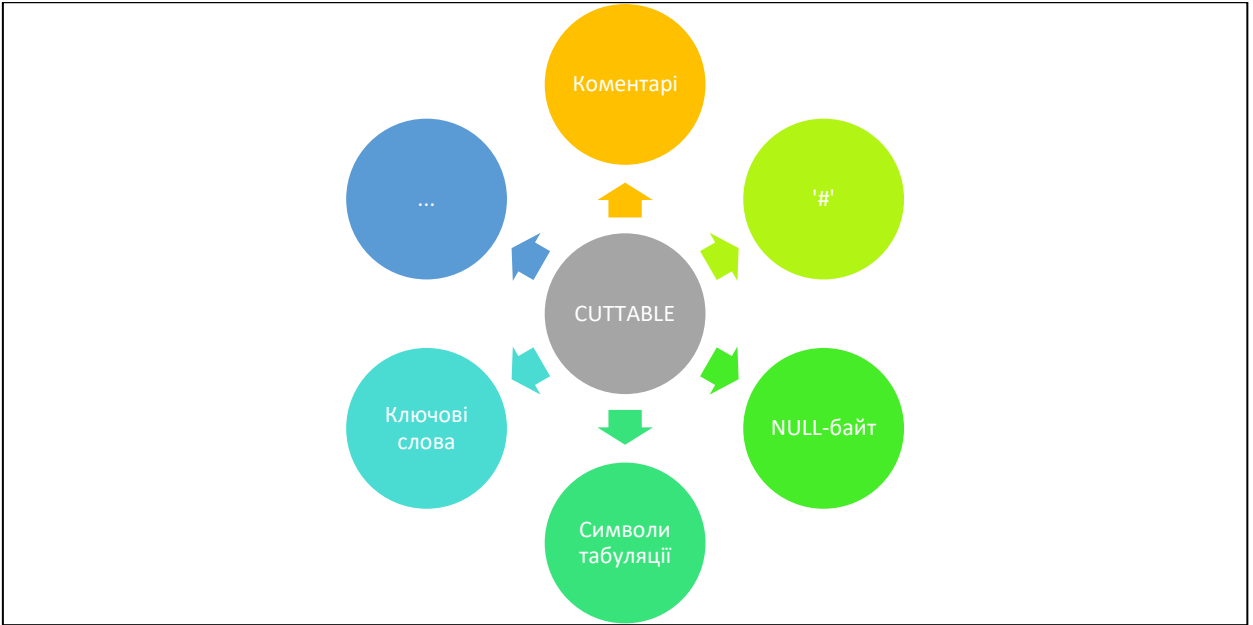 Коментарі
...
'#'
CUTTABLE
Ключові
слова
NULL-байт
Символи
табуляції